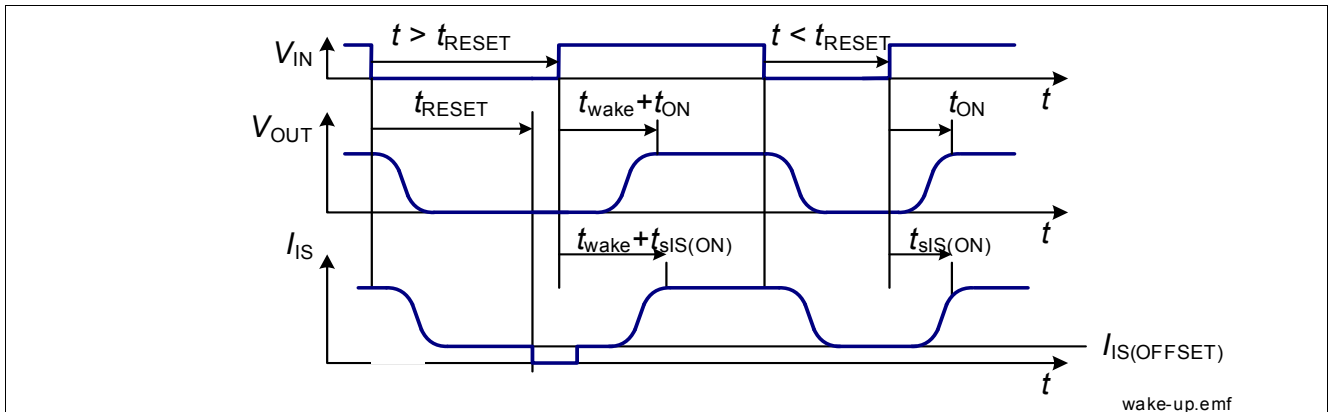 V_IN t > t_RESET t < t_RESET
t
V_OUT t_RESET t_wake+t_ON t_ON
t
I_IS t_wake+t_sIS(ON) t_sIS(ON)
I_IS(OFFSET)
t
wake-up.emf